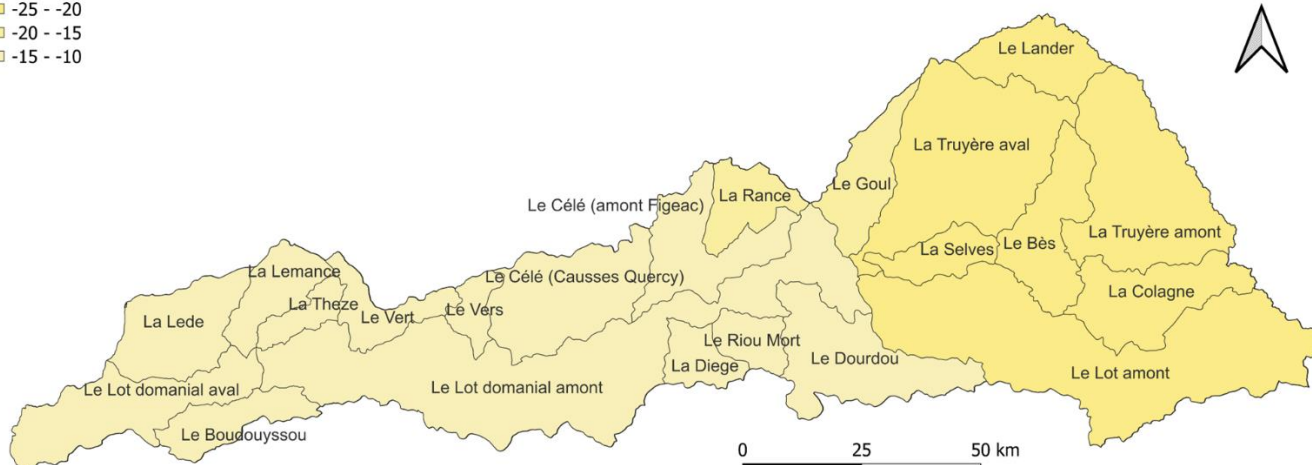 -25 - -20
-20 - -15
-15 - -10
Le Lander
La Truyère aval
Le Goul
La Rance
Le Célé (amont Figeac)
La Truyère amont
Le Bès
La Selves
La Lemance
Le Célé (Causses Quercy)
La Colagne
La Theze
Le Vers
Le Vert
La Lede
Le Riou Mort
Le Dourdou
La Diege
Le Lot amont
Le Lot domanial aval
Le Lot domanial amont
Le Boudouyssou
0 25 50 km